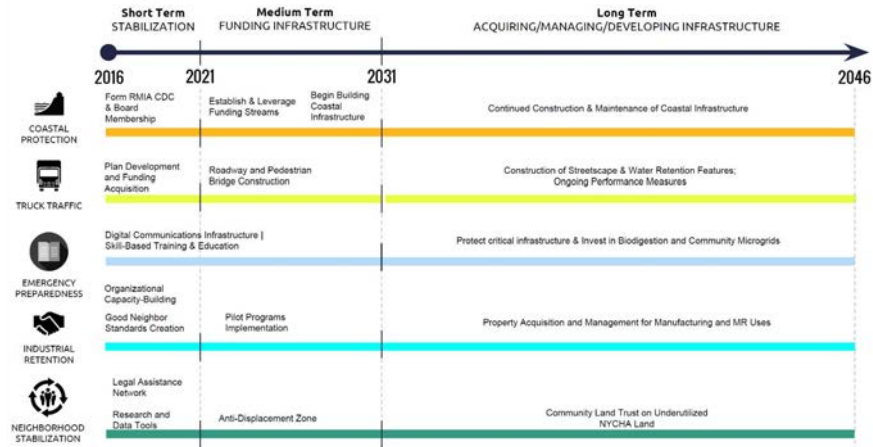 Short Term
STABILIZATION
Medium Term
FUNDING INFRASTRUCTURE
Long Term
ACQUIRING/MANAGING/DEVELOPING INFRASTRUCTURE
2016
2021
2031
2046
COASTAL
PROTECTION
Form RMIA CDC
& Board
Membership
Establish & Leverage
Funding Streams
Begin Building
Coastal
Infrastructure
Continued Construction & Maintenance of Coastal Infrastructure
TRUCK TRAFFIC
Plan Development
and Funding
Acquisition
Roadway and Pedestrian
Bridge Construction
Construction of Streetscape & Water Retention Features;
Ongoing Performance Measures
EMERGENCY
PREPAREDNESS
Digital Communications Infrastructure |
Skill-Based Training & Education
Protect critical infrastructure & Invest in Biodigestion and Community Microgrids
INDUSTRIAL
RETENTION
Organizational
Capacity-Building
Good Neighbor
Standards Creation
Pilot Programs
Implementation
Property Acquisition and Management for Manufacturing and MR Uses
NEIGHBORHOOD
STABILIZATION
Legal Assistance
Network
Research and
Data Tools
Anti-Displacement Zone
Community Land Trust on Underutilized
NYCHA Land